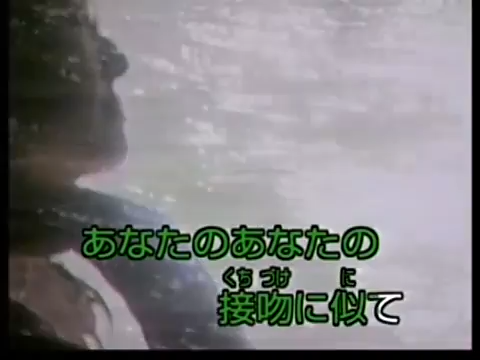 あなたのあなたの
くちづけ に
接吻に似て